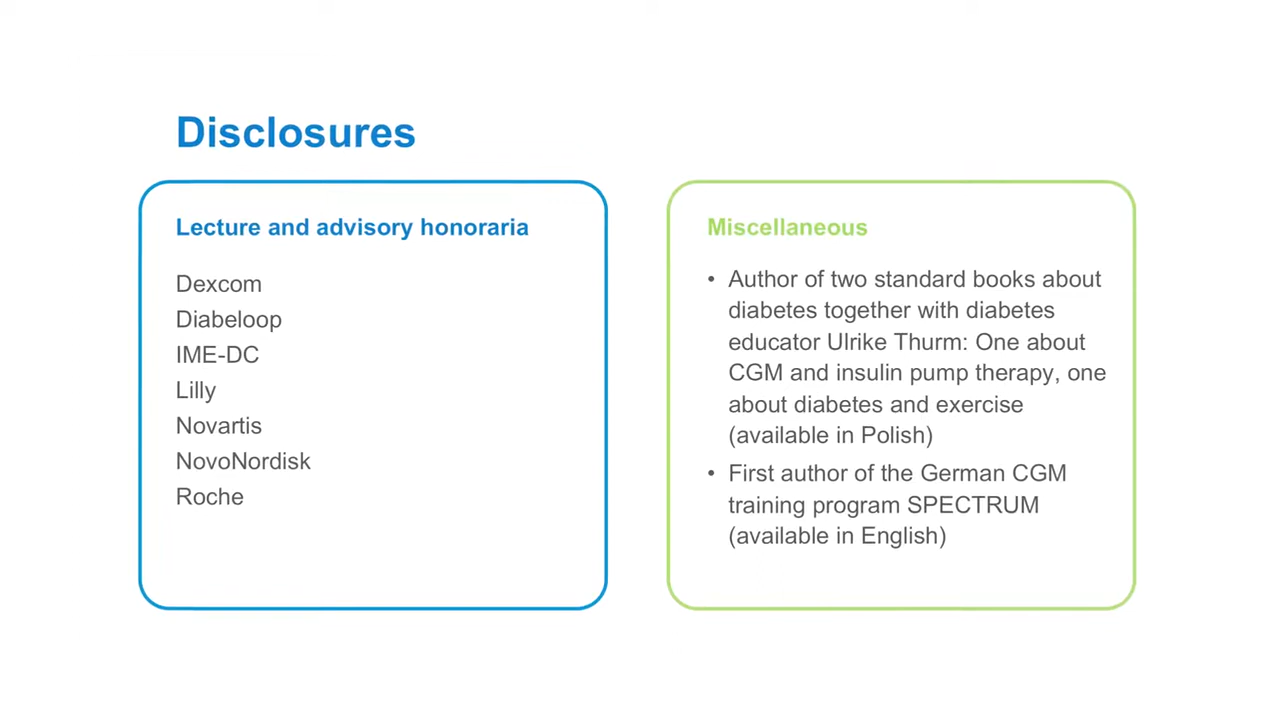 Disclosures
Lecture and advisory honoraria
Dexcom
Diabeloop
IME-DC
Lilly
Novartis
NovoNordisk
Roche
Miscellaneous
• Author of two standard books about
diabetes together with diabetes
educator Ulrike Thurm: One about
CGM and insulin pump therapy, one
about diabetes and exercise
(available in Polish)
• First author of the German CGM
training program SPECTRUM
(available in English)